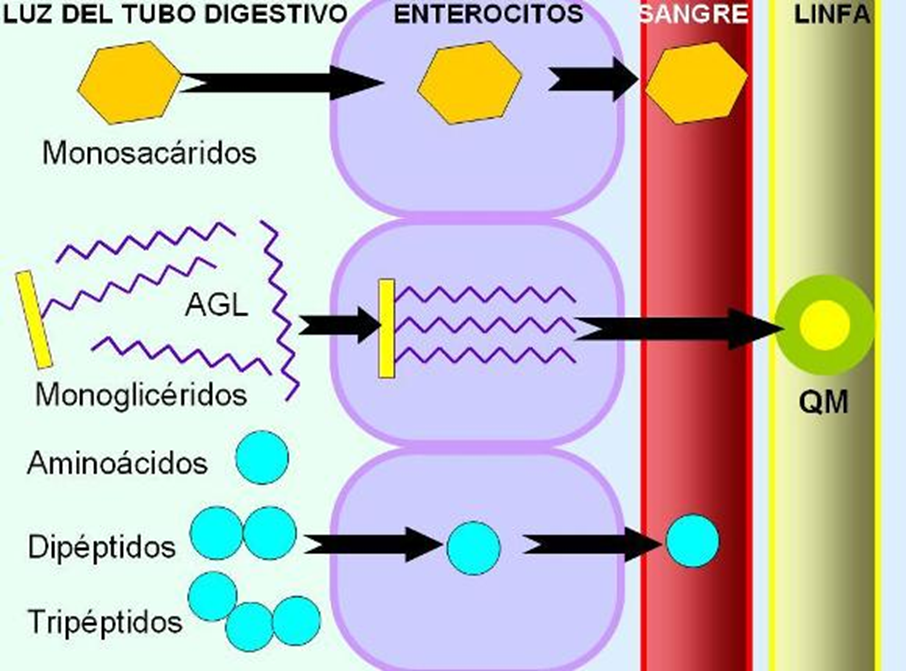 LUZ DEL TUBO DIGESTIVO
ENTEROCITOS
SANGRE
LINFA
Monosacáridos
AGL
Monoglicéridos
QM
Aminoácidos
Dipéptidos
Tripéptidos